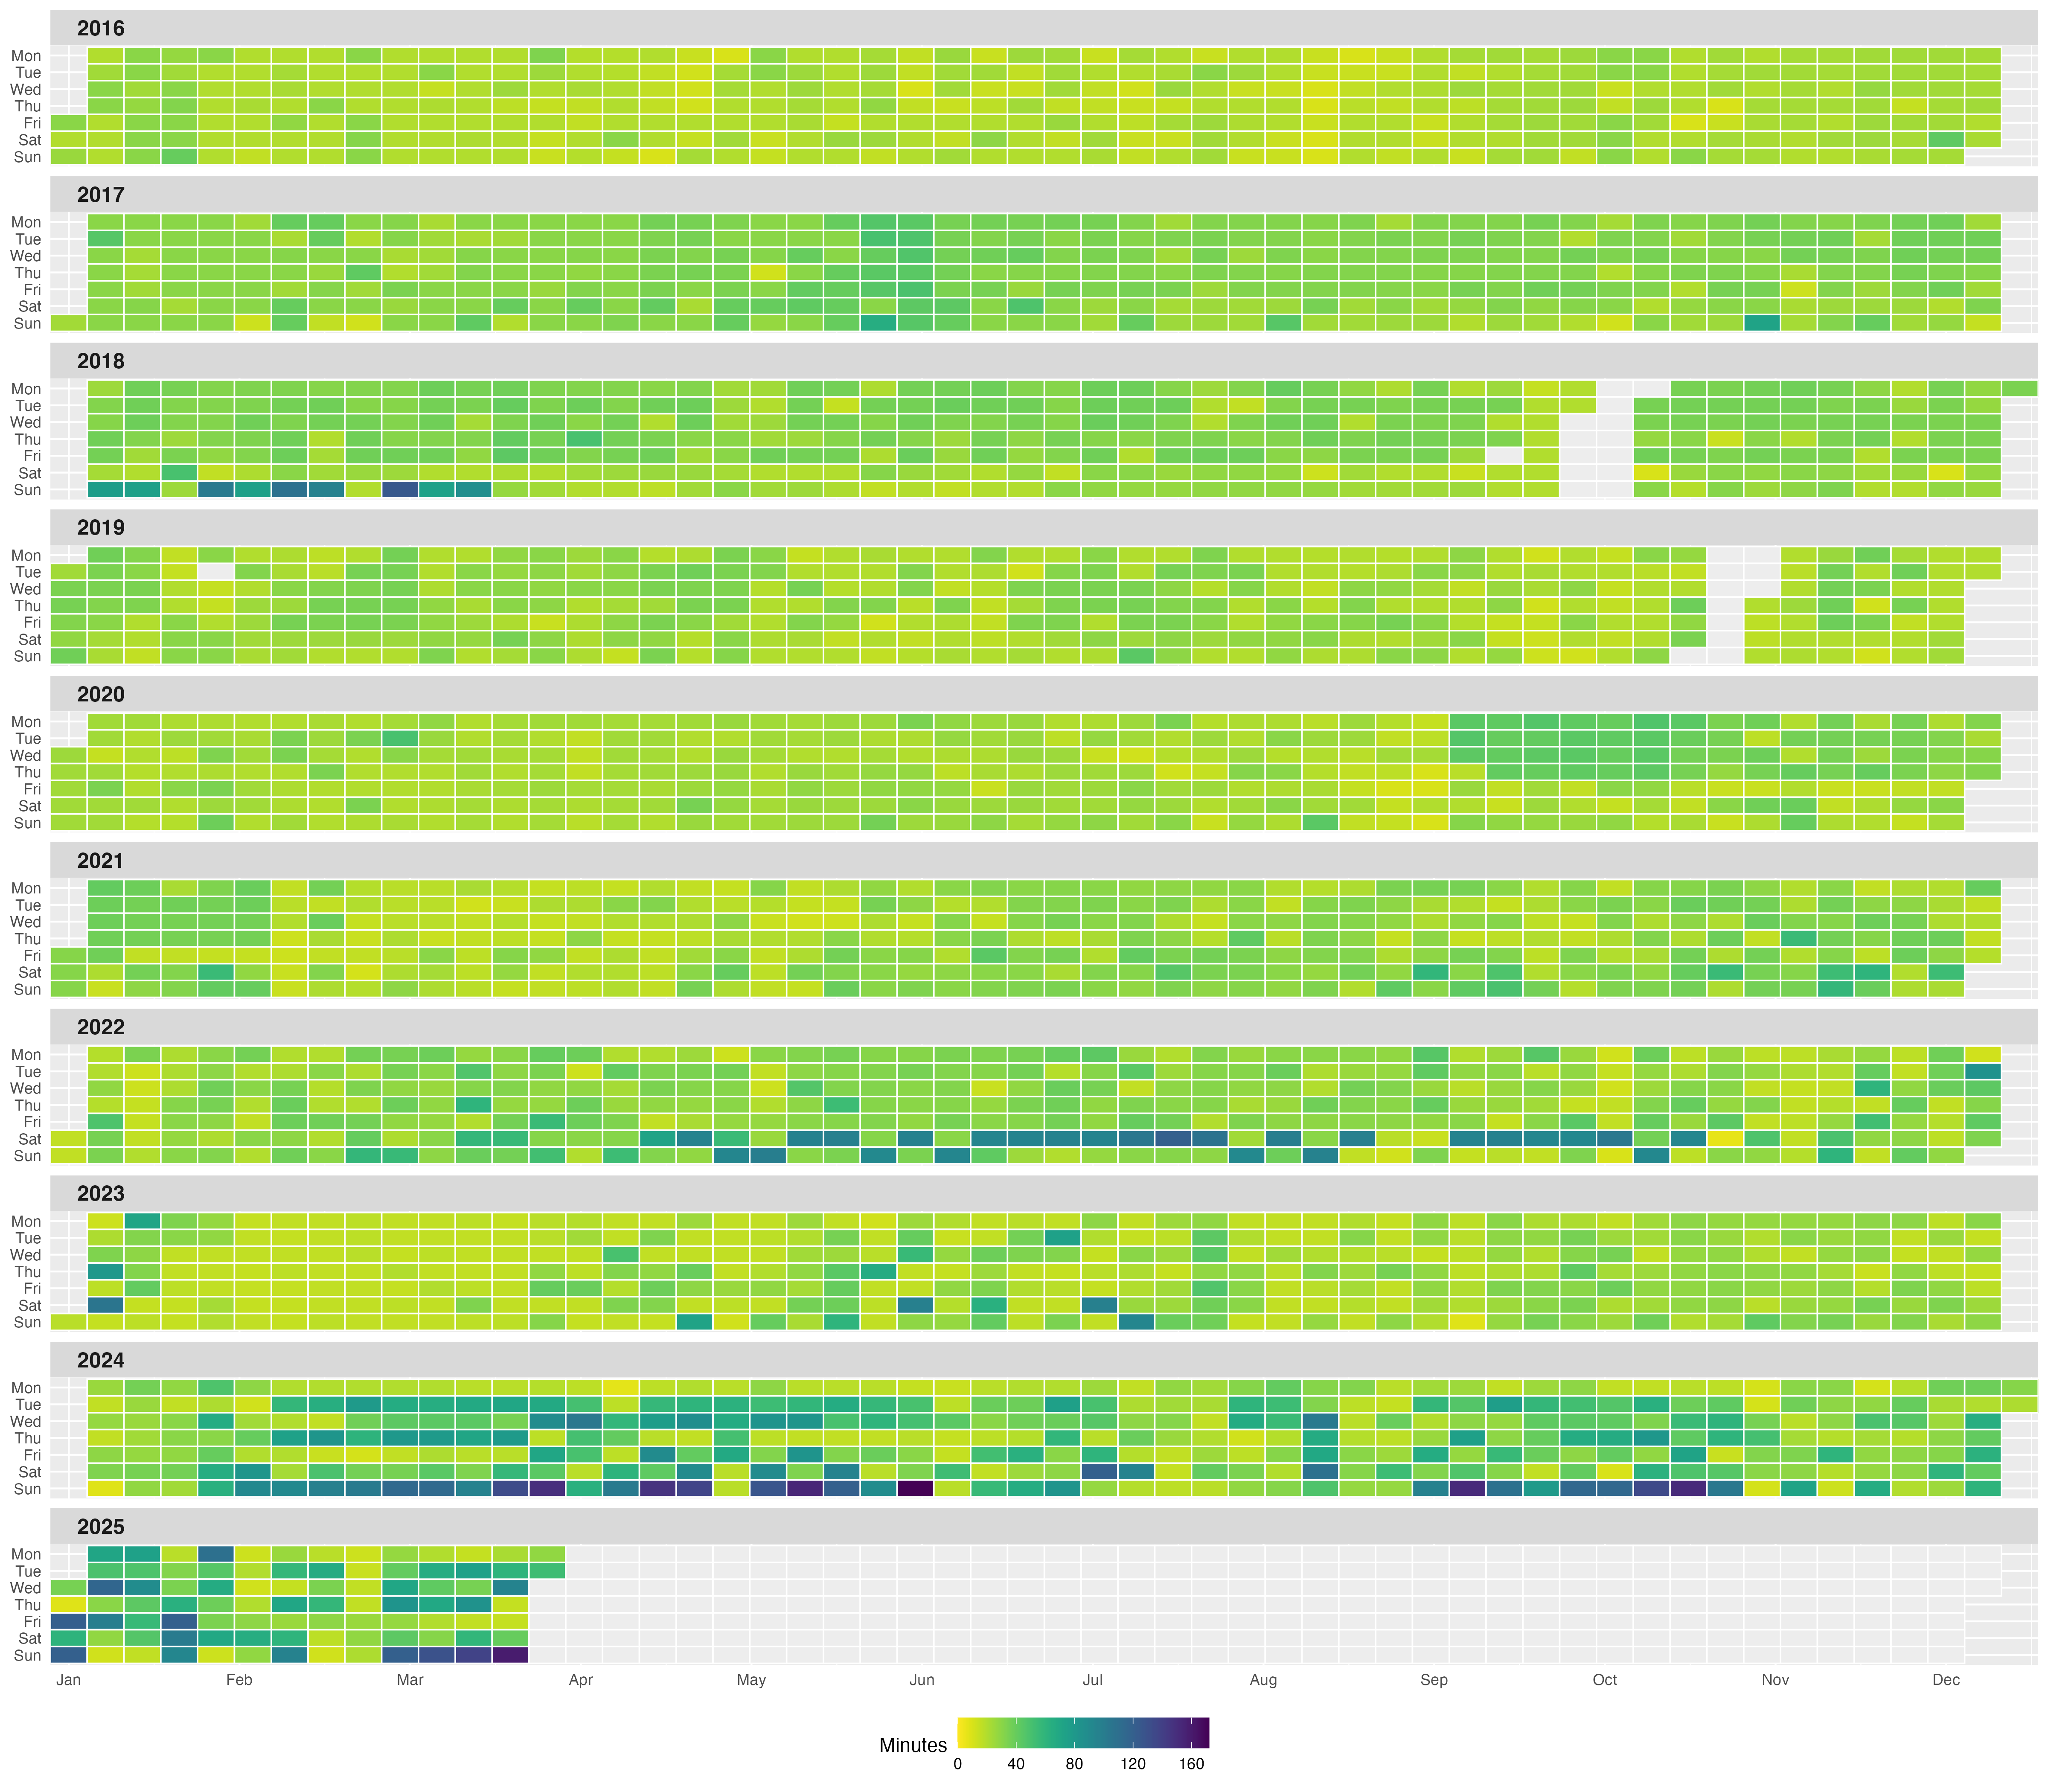 2016
Mon
Tue
Wed
Thu
Fri
Sat
Sun
2017
Mon
Tue
Wed
Thu
Fri
Sat
Sun
2018
Mon
Tue
Wed
Thu
Fri
Sat
Sun
2019
Mon
Tue
Wed
Thu
Fri
Sat
Sun
2020
Mon
Tue
Wed
Thu
Fri
Sat
Sun
2021
Mon
Tue
Wed
Thu
Fri
Sat
Sun
2022
Mon
Tue
Wed
Thu
Fri
Sat
Sun
2023
Mon
Tue
Wed
Thu
Fri
Sat
Sun
2024
Mon
Tue
Wed
Thu
Fri
Sat
Sun
2025
Mon
Tue
Wed
Thu
Fri
Sat
Sun
Jan Feb Mar Apr May Jun Jul Aug Sep Oct Nov Dec
Minutes
0 40 80 120 160